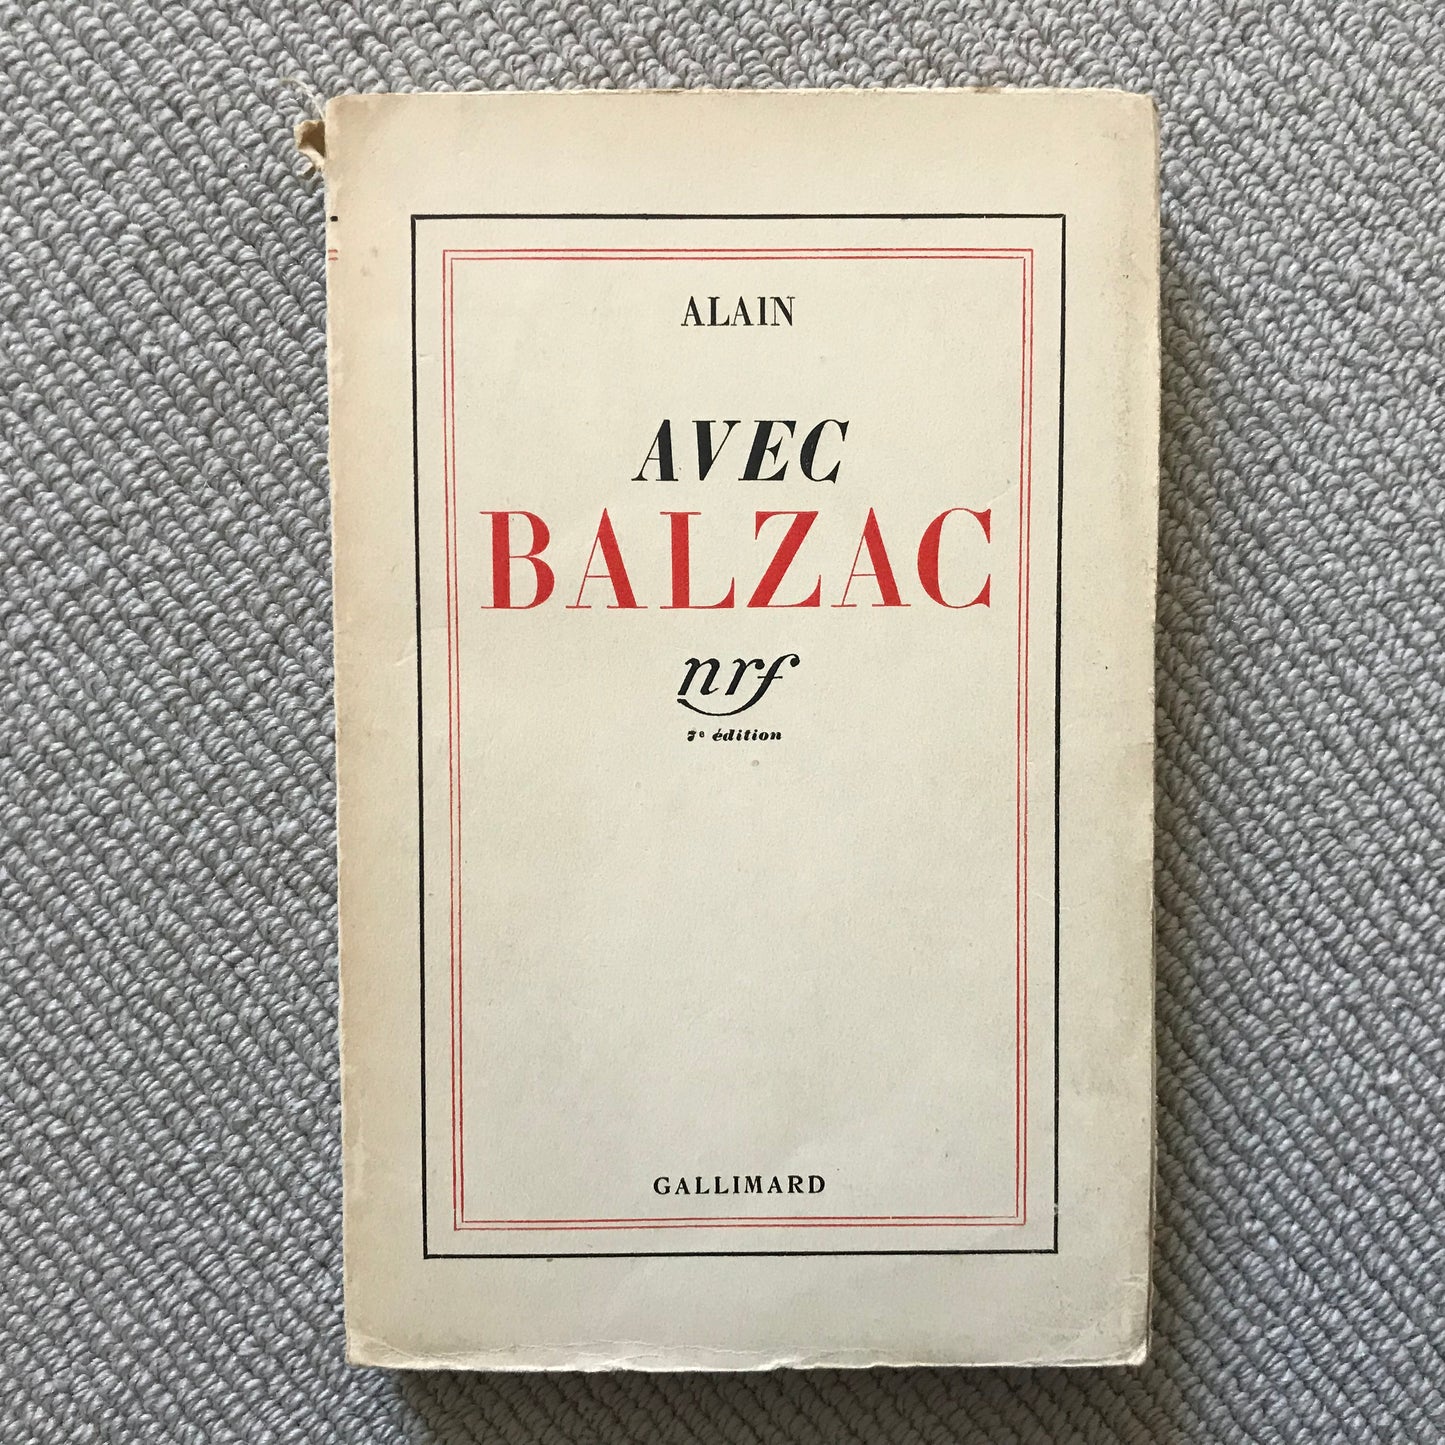 ALAIN
AVEC
BALZAC
nrf
7e édition
GALLIMARD